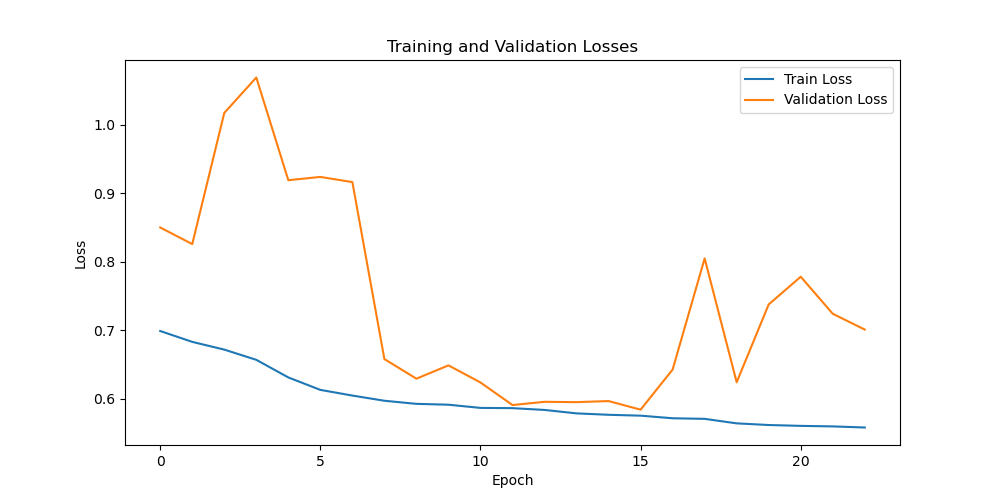 Training and Validation Losses
Train Loss
Validation Loss
Loss
1.0
0.9
0.8
0.7
0.6
0 5 10 15 20
Epoch